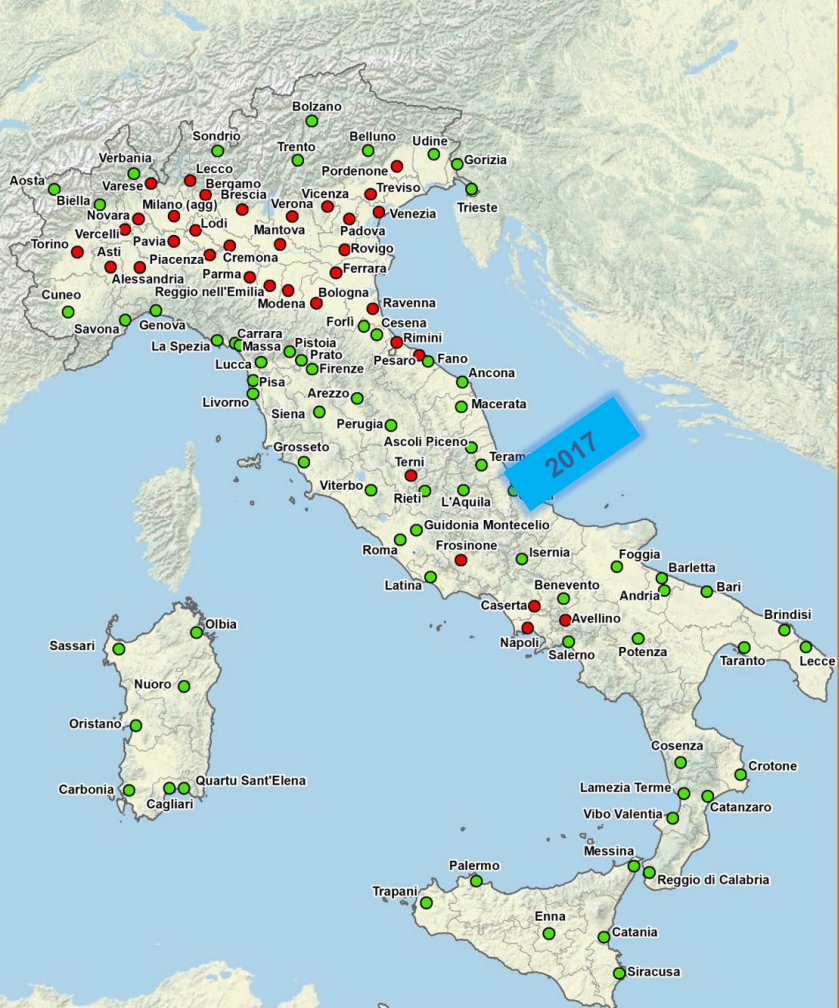 Bolzano
Sondrio
Belluno
Udine
Trento
Verbania
Gorizia
Pordenone
Lecco
Aosta
Varese
Bergamo
Treviso
Biella
Brescia
Vicenza
Milano (agg)
Verona
Trieste
Novara
Venezia
Lodi
Padova
Vercelli
Mantova
Torino
Pavia
Asti
Rovigo
Piacenza
Cremona
Ferrara
Parma
Alessandria
Reggio nell'Emilia
Bologna
Cuneo
Modena
Ravenna
Savona
Genova
Forlì
Cesena
Carrara
Rimini
La Spezia
Massa
Pistoia
Prato
Pesaro
Fano
Lucca
Firenze
Ancona
Pisa
Arezzo
Livorno
Macerata
Siena
Perugia
Ascoli Piceno
2017
Grosseto
Terni
Viterbo
Rieti
L'Aquila
Guidonia Montecelio
Roma
Frosinone
Isernia
Foggia
Barletta
Latina
Benevento
Andria
Bari
Caserta
Avellino
Brindisi
Olbia
Napoli
Sassari
Salerno
Potenza
Taranto
Lecce
Nuoro
Oristano
Cosenza
Crotone
Quartu Sant'Elena
Carbonia
Lamezia Terme
Cagliari
Catanzaro
Vibo Valentia
Messina
Palermo
Reggio di Calabria
Trapani
Enna
Catania
Siracusa